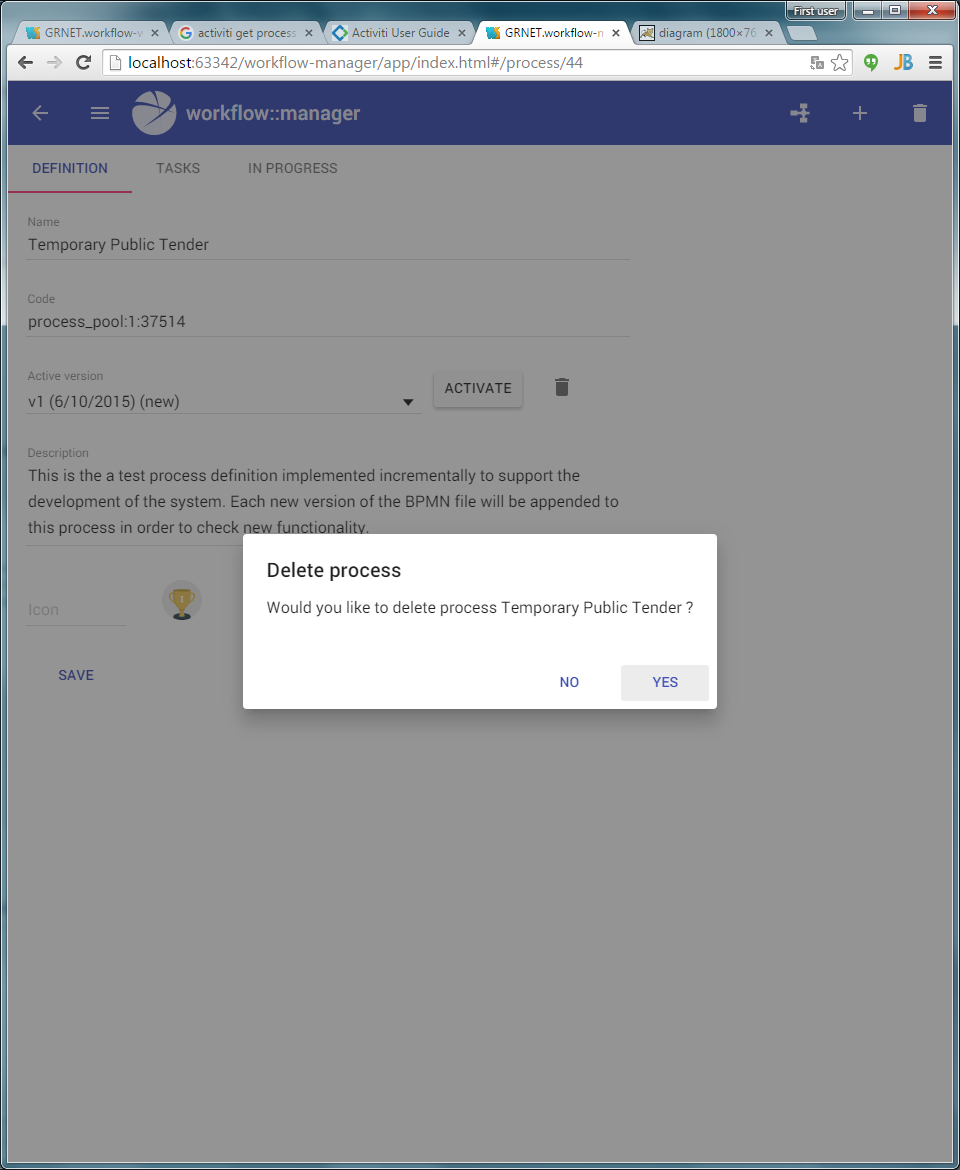 First user
GRNET.workflow-v
activiti get process
Activiti User Guide
GRNET.workflow-n
diagram (1800×76
localhost:63342/workflow-manager/app/index.html#/process/44
JB
workflow::manager
DEFINITION TASKS IN PROGRESS
Name
Temporary Public Tender
Code
process_pool:1:37514
Active version
v1 (6/10/2015) (new)
ACTIVATE
Description
This is the a test process definition implemented incrementally to support the
development of the system. Each new version of the BPMN file will be appended to
this process in order to check new functionality.
Icon
SAVE
Delete process
Would you like to delete process Temporary Public Tender ?
NO YES